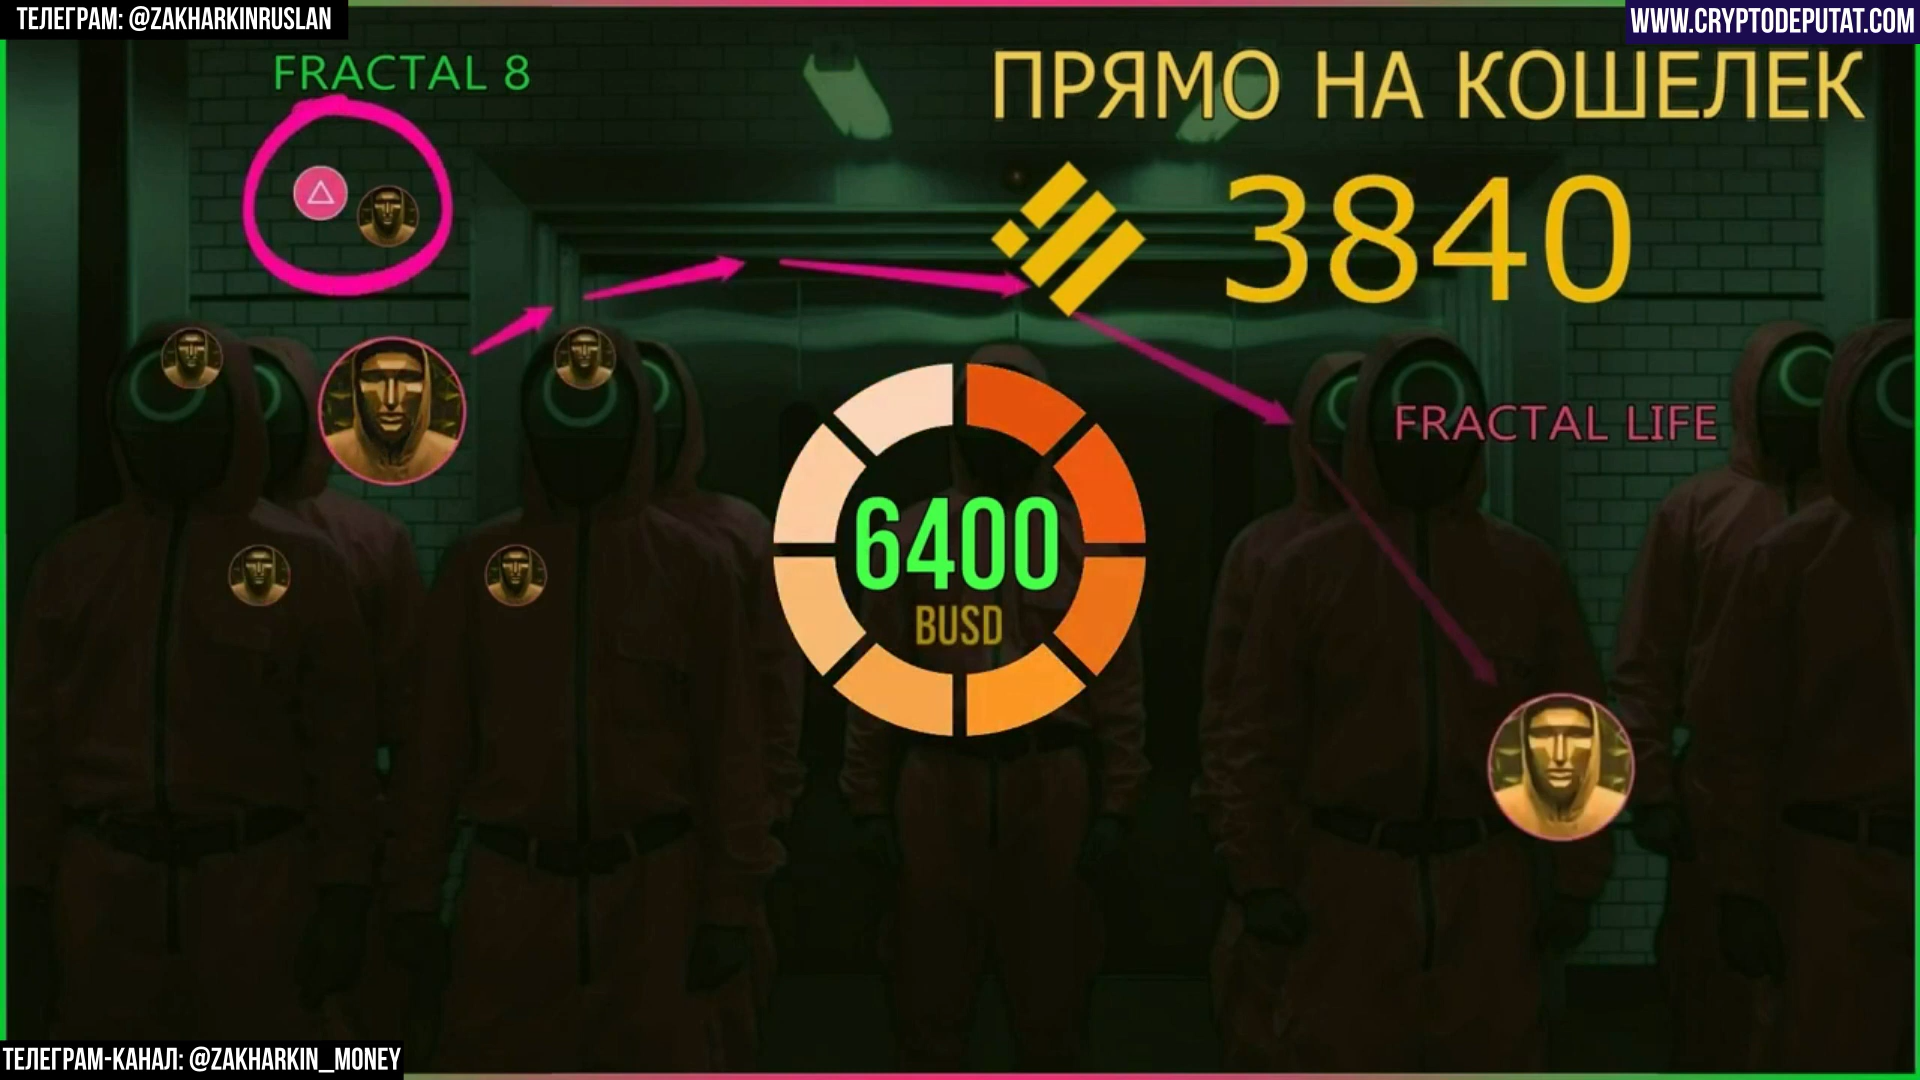 ТЕЛЕГРАМ: @ZAKHARKINRUSLAN
WWW.CRYPTODEPUTAT.COM
FRACTAL 8
ПРЯМО НА КОШЕЛЕК
3840
FRACTAL LIFE
6400
BUSD
ТЕЛЕГРАМ-КАНАЛ: @ZAKHARKIN_MONEY